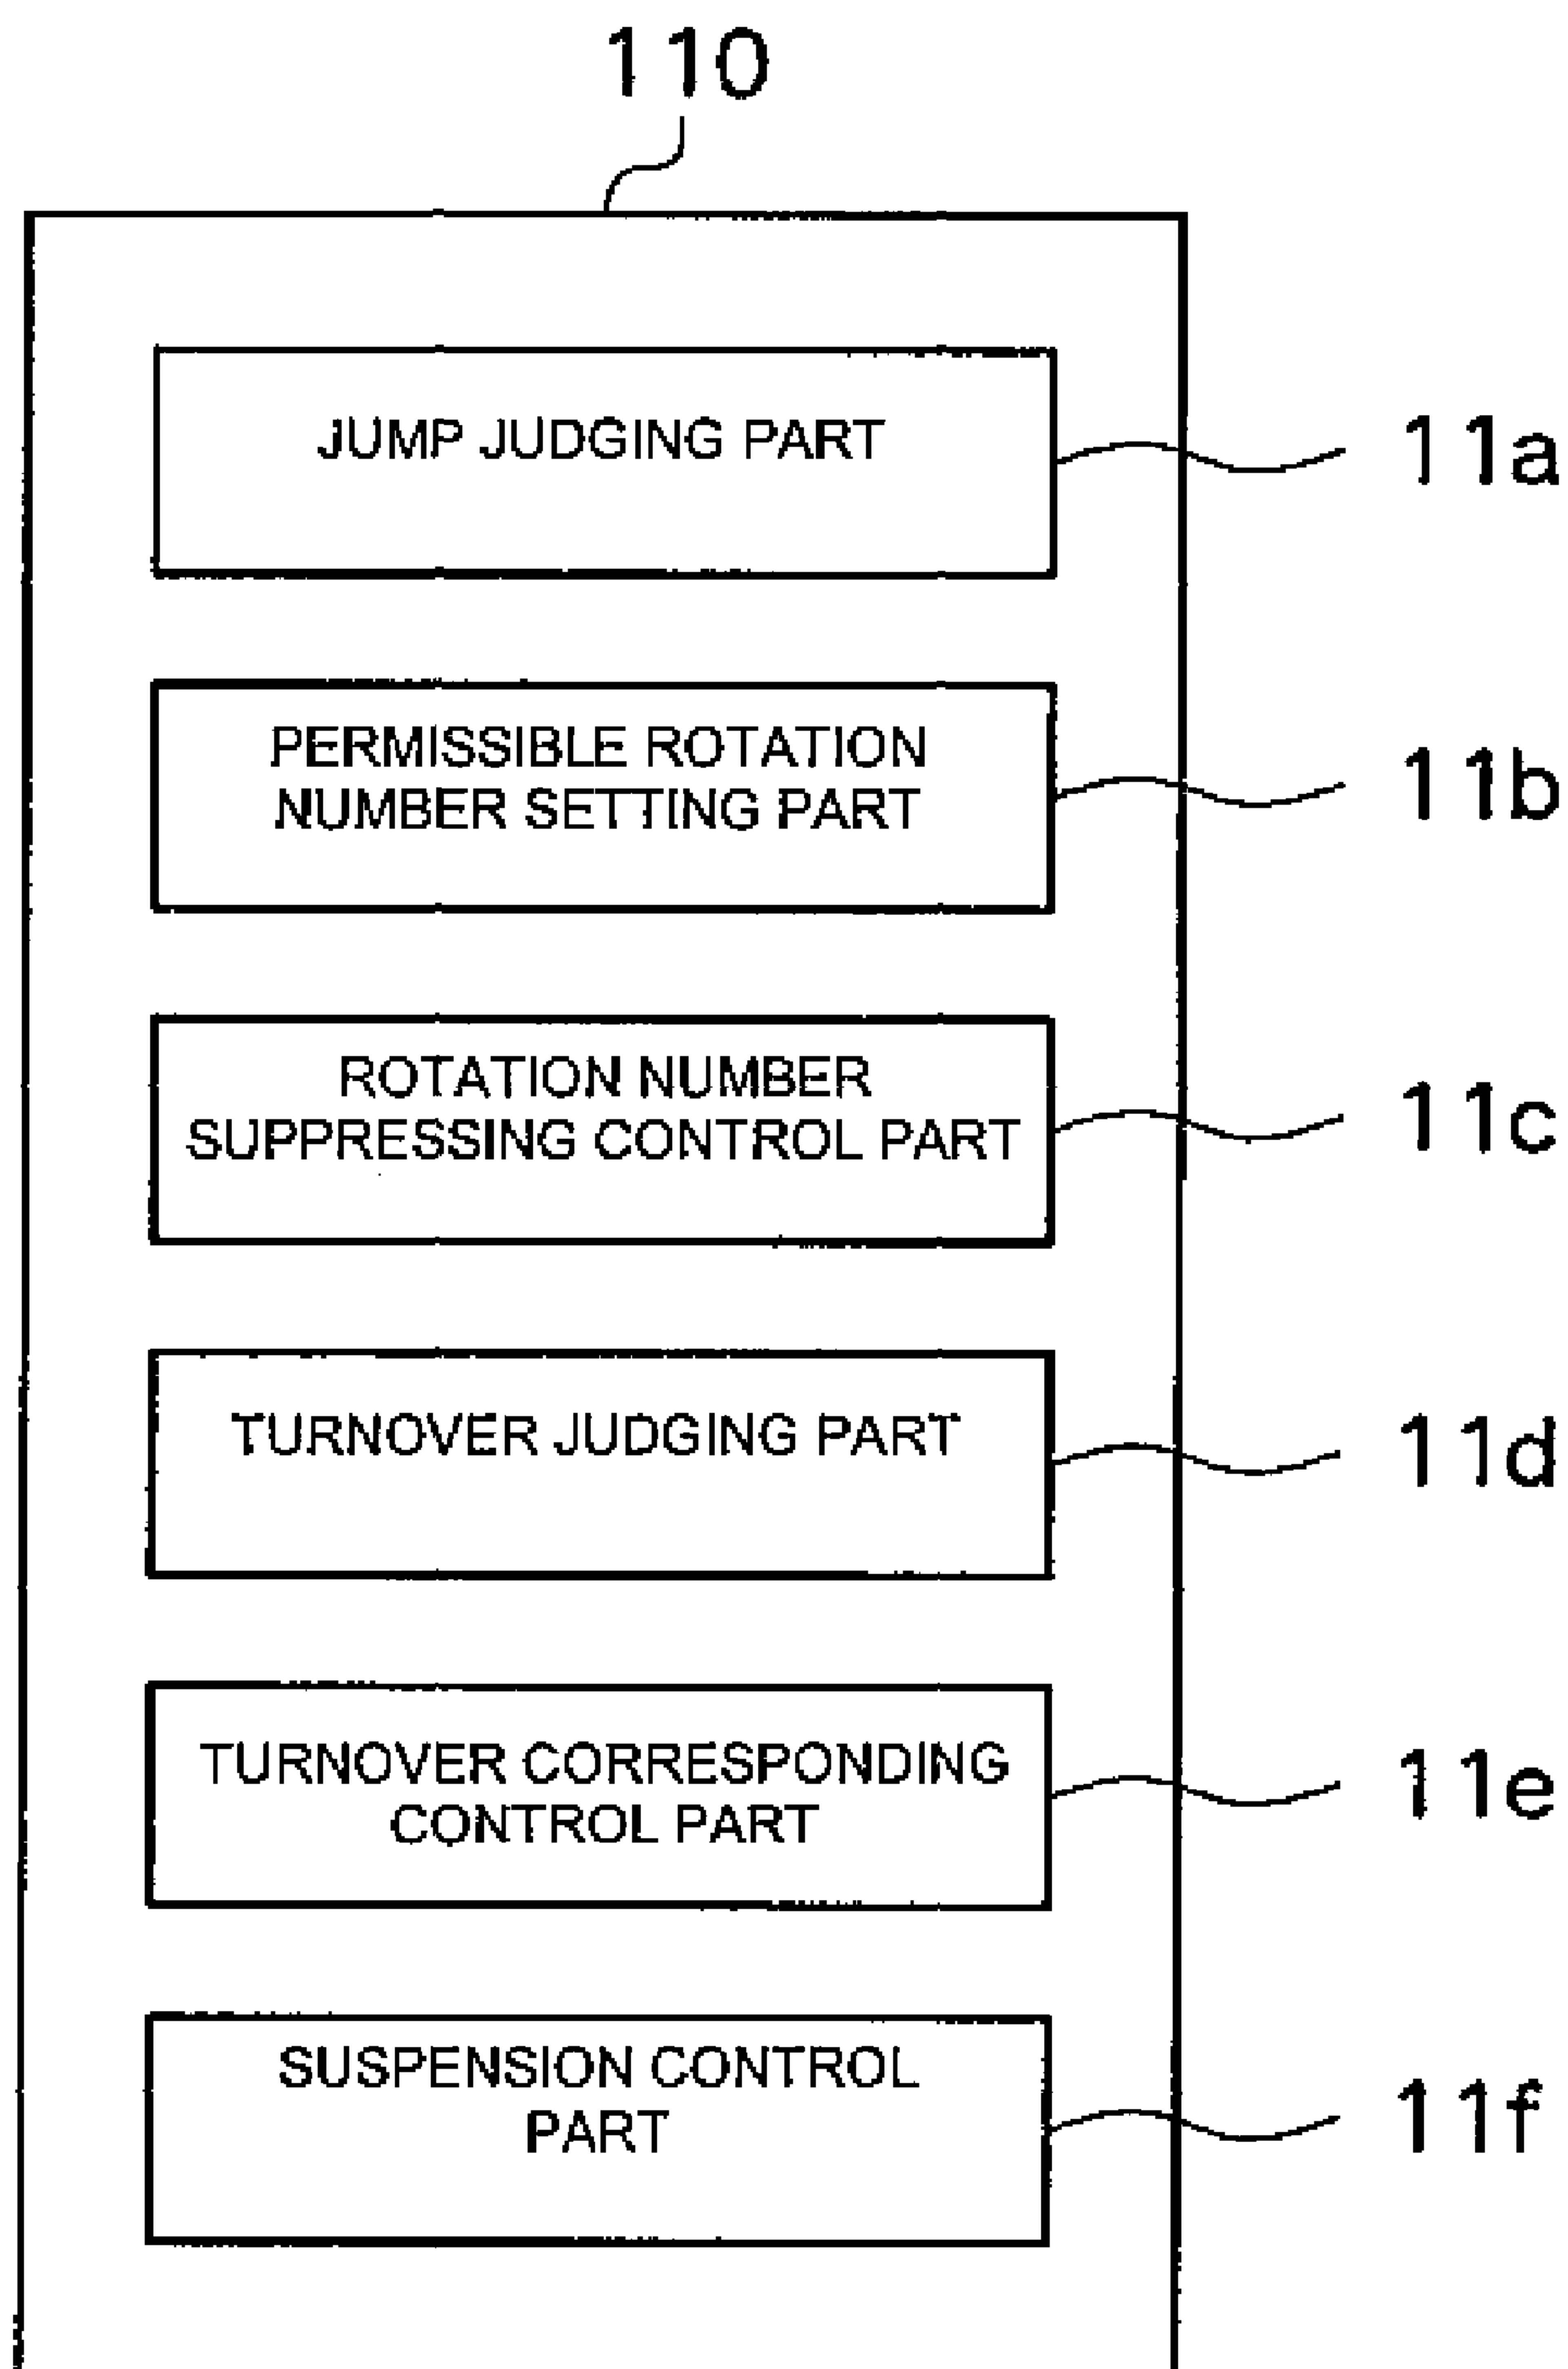 110
JUMP JUDGING PART
11a
PERMISSIBLE ROTATION
NUMBER SETTING PART
11b
ROTATION NUMBER
SUPPRESSING CONTROL PART
11c
TURNOVER JUDGING PART
11d
TURNOVER CORRESPONDING
CONTROL PART
11e
SUSPENSION CONTROL
PART
11f